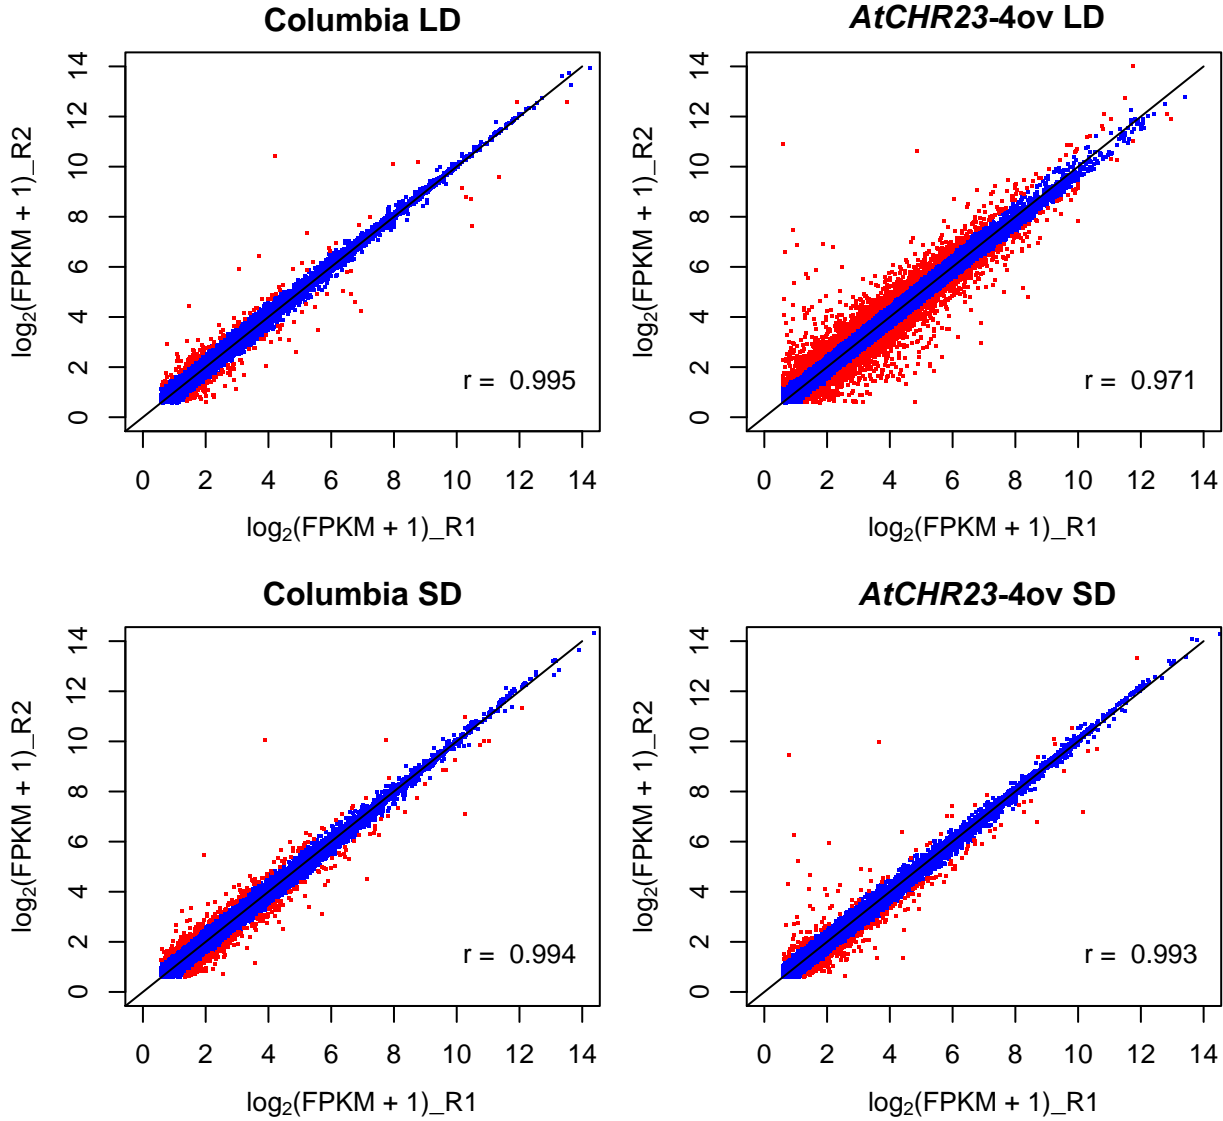 Columbia LD
log₂(FPKM + 1)_R2
14
12
10
8
6
4
2
0
r = 0.995
0 2 4 6 8 10 12 14
log₂(FPKM + 1)_R1
AtCHR23-4ov LD
log₂(FPKM + 1)_R2
14
12
10
8
6
4
2
0
r = 0.971
0 2 4 6 8 10 12 14
log₂(FPKM + 1)_R1
Columbia SD
log₂(FPKM + 1)_R2
14
12
10
8
6
4
2
0
r = 0.994
0 2 4 6 8 10 12 14
log₂(FPKM + 1)_R1
AtCHR23-4ov SD
log₂(FPKM + 1)_R2
14
12
10
8
6
4
2
0
r = 0.993
0 2 4 6 8 10 12 14
log₂(FPKM + 1)_R1